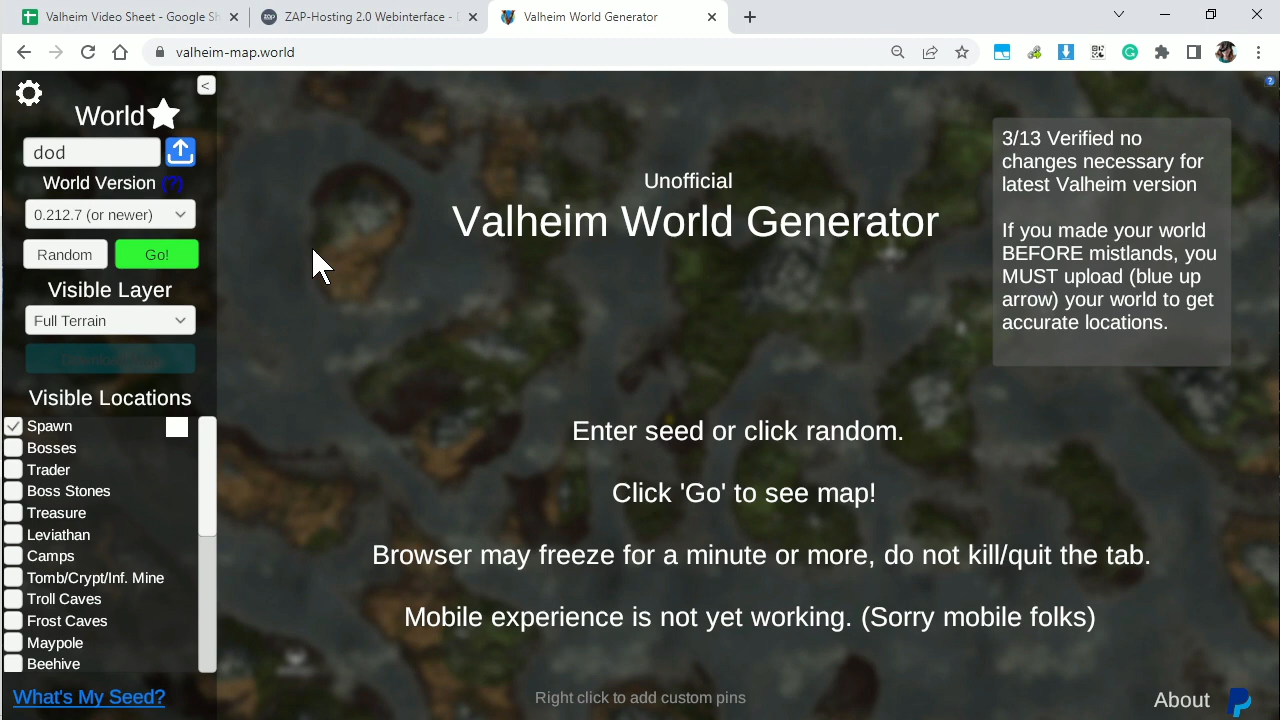 Valheim Video Sheet - Google Sh
ZAP-Hosting 2.0 Webinterface -
Valheim World Generator
valheim-map.world
World
dod
World Version (?)
0.212.7 (or newer)
Random
Go!
Visible Layer
Full Terrain
Visible Locations
Spawn
Bosses
Trader
Boss Stones
Treasure
Leviathan
Camps
Tomb/Crypt/Inf. Mine
Troll Caves
Frost Caves
Maypole
Beehive
What's My Seed?
Unofficial
Valheim World Generator
Enter seed or click random.
Click 'Go' to see map!
Browser may freeze for a minute or more, do not kill/quit the tab.
Mobile experience is not yet working. (Sorry mobile folks)
Right click to add custom pins
3/13 Verified no
changes necessary for
latest Valheim version
If you made your world
BEFORE mistlands, you
MUST upload (blue up
arrow) your world to get
accurate locations.
About